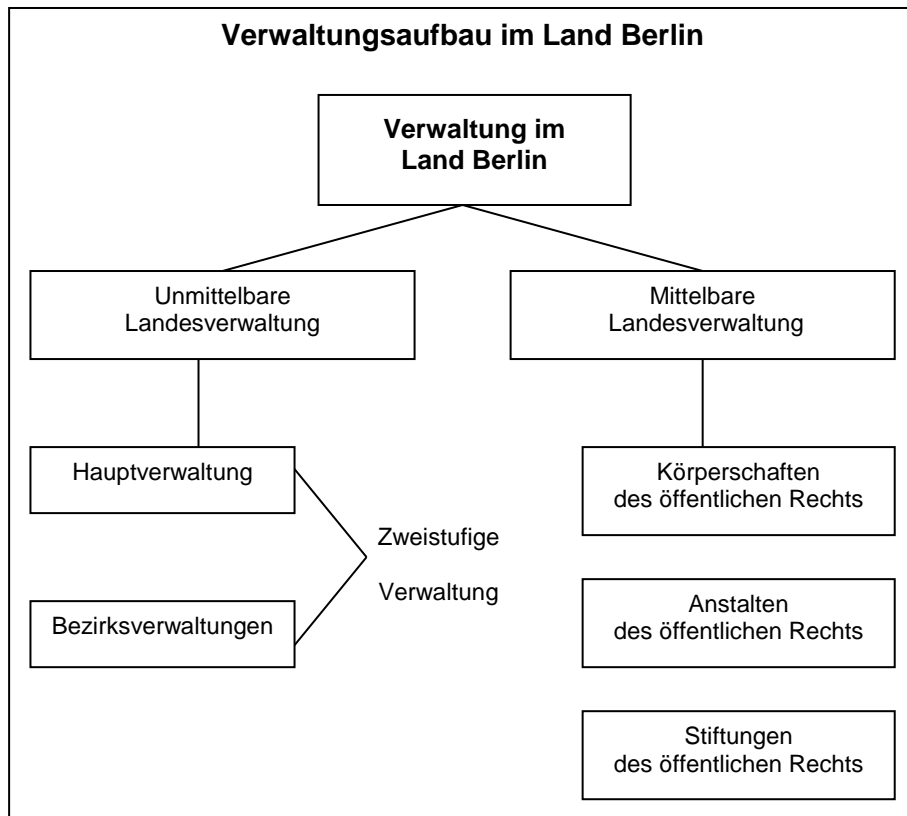 Verwaltungsaufbau im Land Berlin
Verwaltung im
Land Berlin
Unmittelbare
Landesverwaltung
Mittelbare
Landesverwaltung
Hauptverwaltung
Körperschaften
des öffentlichen Rechts
Zweistufige
Verwaltung
Bezirksverwaltungen
Anstalten
des öffentlichen Rechts
Stiftungen
des öffentlichen Rechts